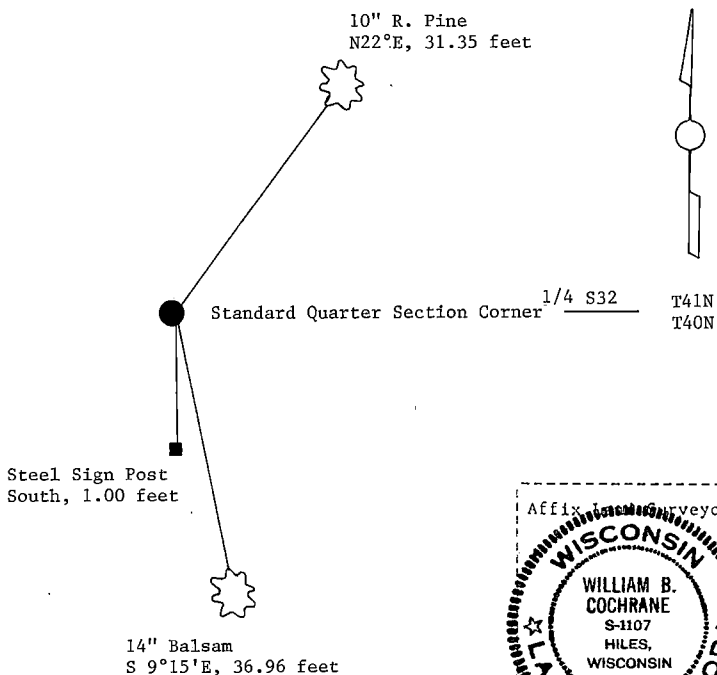 10" R. Pine
N22°E, 31.35 feet
Standard Quarter Section Corner
1/4 S32
T41N
T40N
Steel Sign Post
South, 1.00 feet
14" Balsam
S 9°15'E, 36.96 feet
Affix
WISCONSIN
WILLIAM B.
COCHRANE
S-1107
HILES,
WISCONSIN